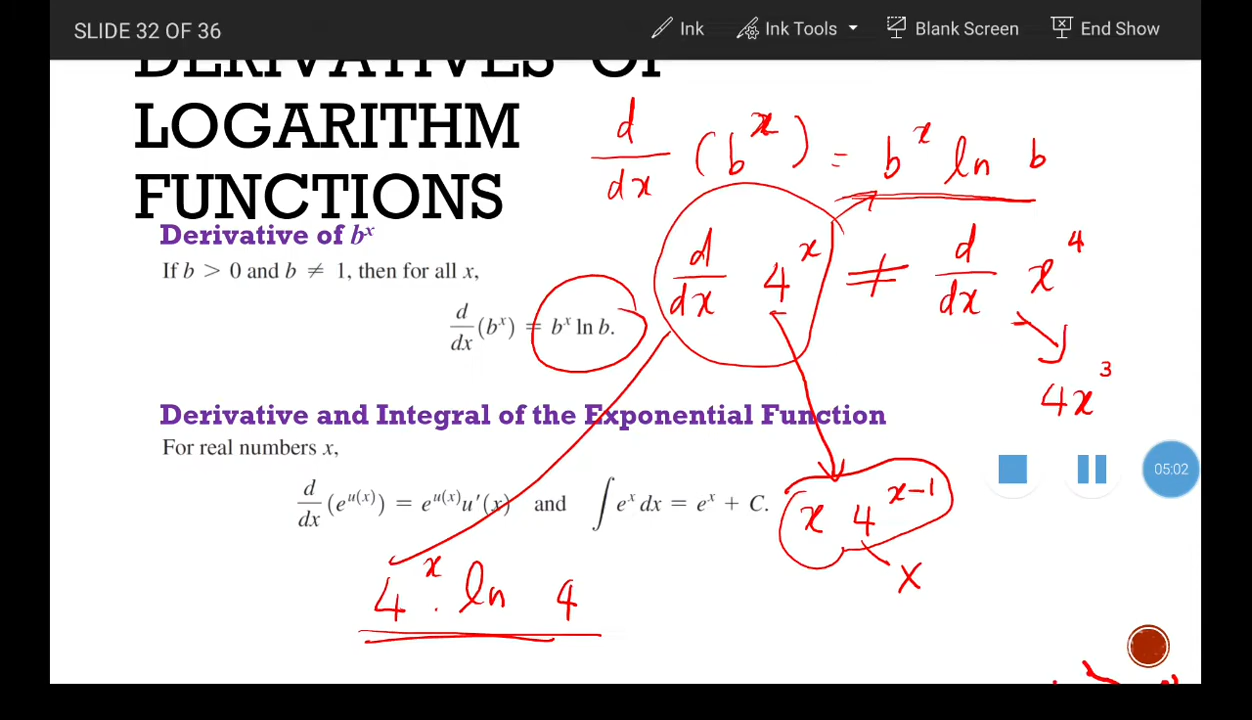 SLIDE 32 OF 36 Ink Ink Tools Blank Screen End Show
DERIVATIVES OF
LOGARITHM
FUNCTIONS
d/dx (b^x) = b^x ln b
Derivative of b^x
If b > 0 and b ≠ 1, then for all x,
d/dx (b^x) = b^x ln b.
d/dx 4^x ≠ d/dx x^4
4x^3
Derivative and Integral of the Exponential Function
For real numbers x,
d/dx (e^{u(x)}) = e^{u(x)}u'(x) and ∫ e^x dx = e^x + C.
x 4^{x-1}
x
4^x . ln 4
05:02